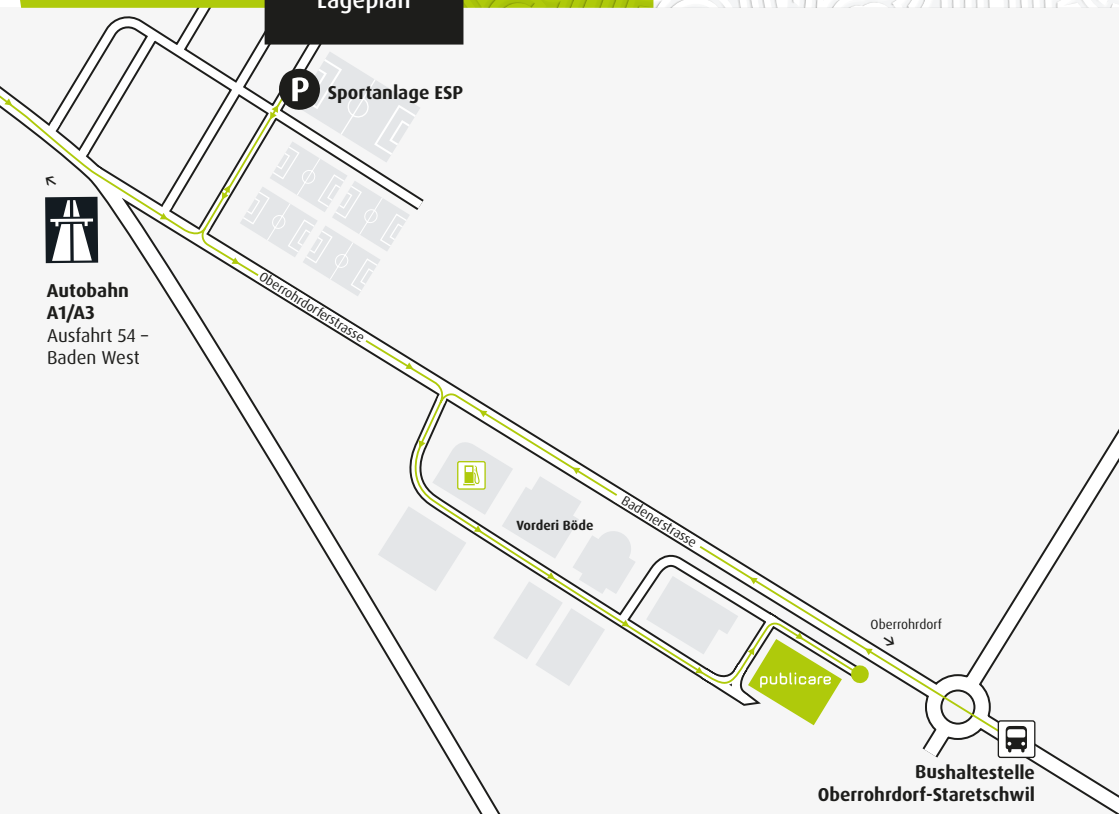 Lageplan
P
Sportanlage ESP
Autobahn
A1/A3
Ausfahrt 54 –
Baden West
Oberrohrdorferstrasse
Vorderi Böde
Badenerstrasse
Oberrohrdorf
publicare
Bushaltestelle
Oberrohrdorf-Staretschwil